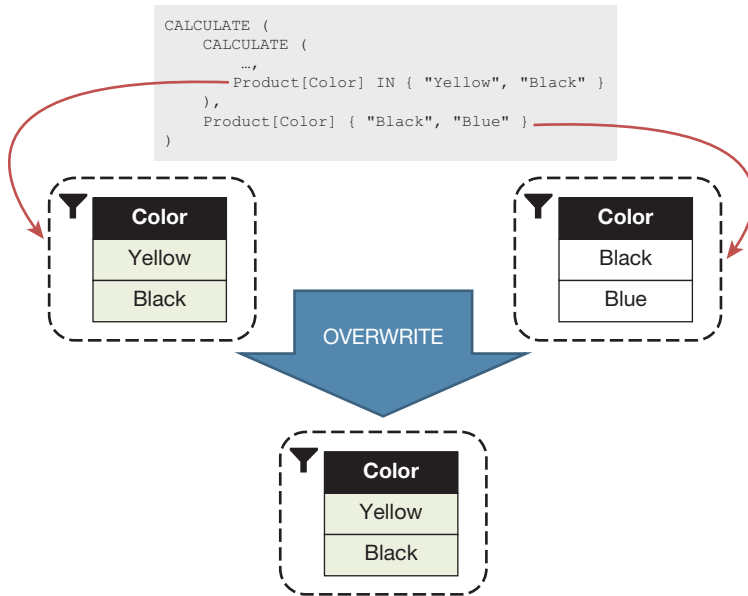 CALCULATE (
    CALCULATE (
        …,
        Product[Color] IN { "Yellow", "Black" }
    ),
    Product[Color] { "Black", "Blue" }
)
Color
Yellow
Black
Color
Black
Blue
OVERWRITE
Color
Yellow
Black